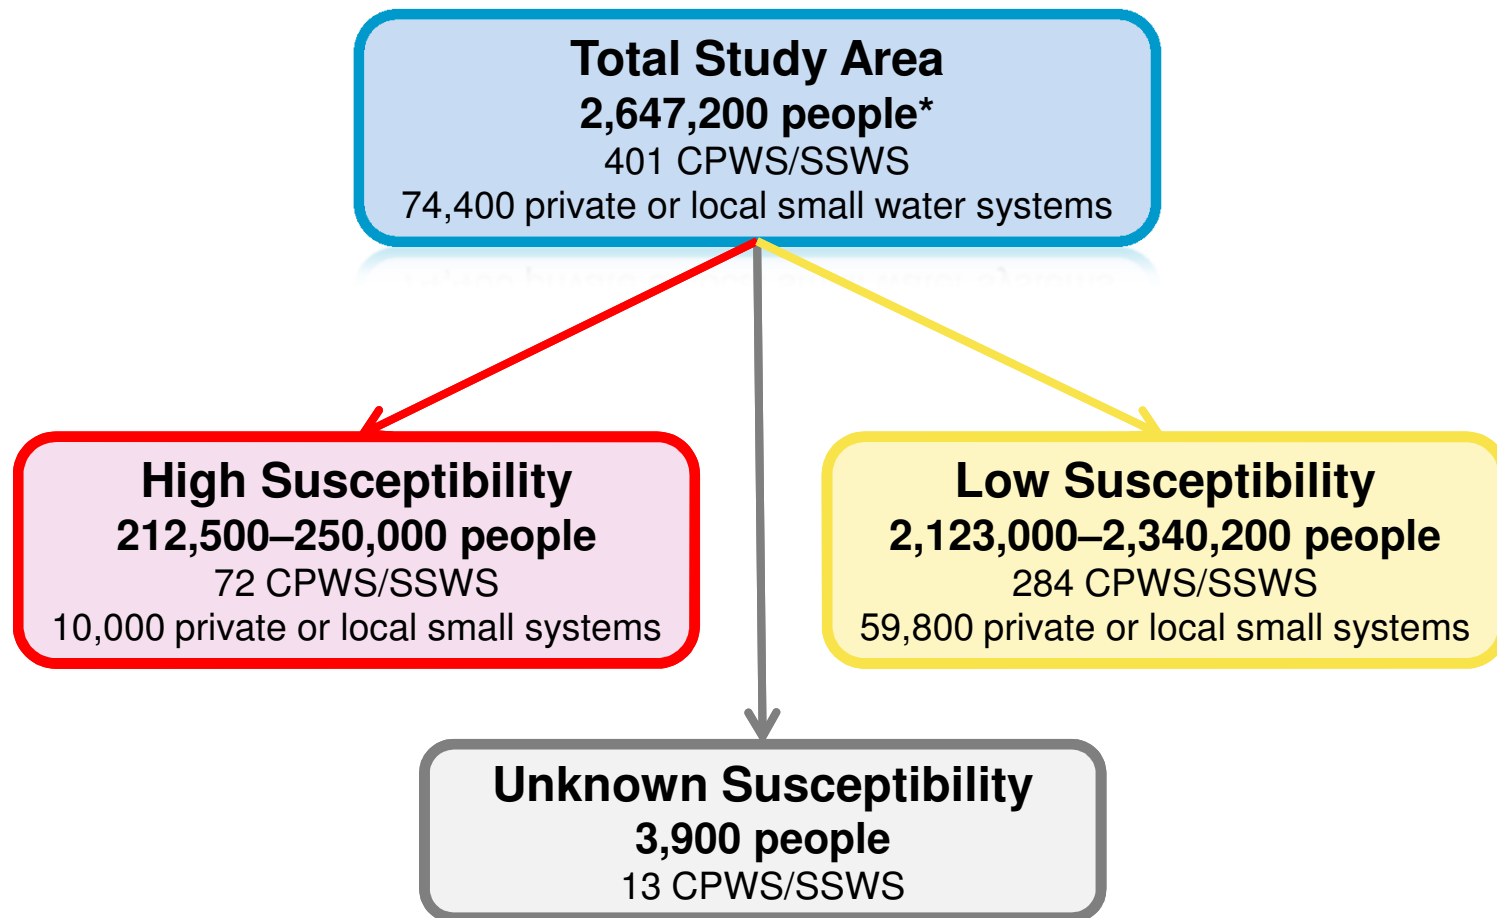 Total Study Area
2,647,200 people*
401 CPWS/SSWS
74,400 private or local small water systems
High Susceptibility
212,500–250,000 people
72 CPWS/SSWS
10,000 private or local small systems
Low Susceptibility
2,123,000–2,340,200 people
284 CPWS/SSWS
59,800 private or local small systems
Unknown Susceptibility
3,900 people
13 CPWS/SSWS